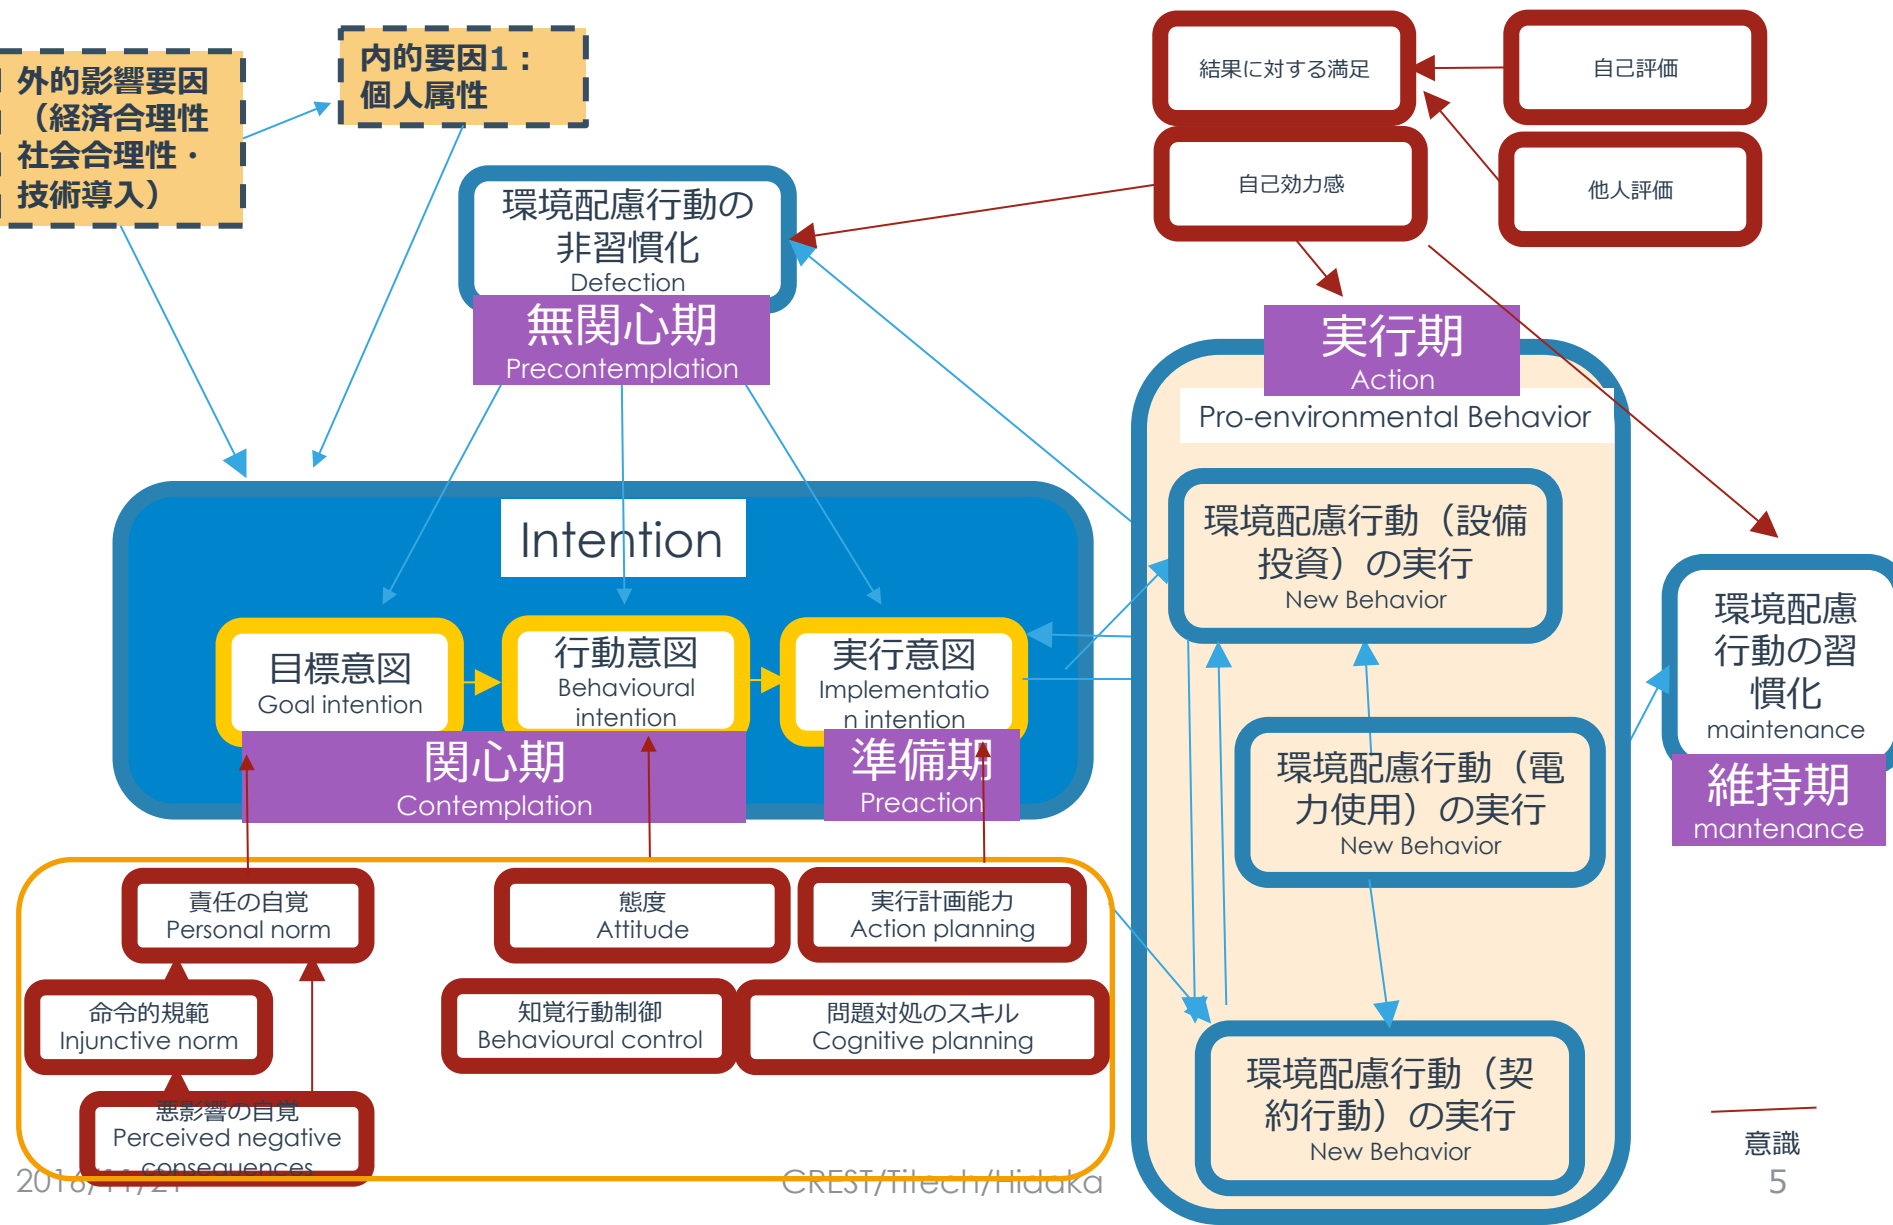 外的影響要因
（経済合理性
社会合理性・
技術導入）
内的要因1：
個人属性
結果に対する満足
自己評価
自己効力感
他人評価
環境配慮行動の
非習慣化
Defection
無関心期
Precontemplation
実行期
Action
Pro-environmental Behavior
Intention
環境配慮行動（設備
投資）の実行
New Behavior
目標意図
Goal intention
行動意図
Behavioural
intention
実行意図
Implementatio
n intention
環境配慮
行動の習
慣化
maintenance
関心期
Contemplation
準備期
Preaction
環境配慮行動（電
力使用）の実行
New Behavior
維持期
mantenance
責任の自覚
Personal norm
態度
Attitude
実行計画能力
Action planning
命令的規範
Injunctive norm
知覚行動制御
Behavioural control
問題対処のスキル
Cognitive planning
環境配慮行動（契
約行動）の実行
New Behavior
悪影響の自覚
Perceived negative
consequences
意識
2016/11/21
CREST/Titech/Hidaka
5